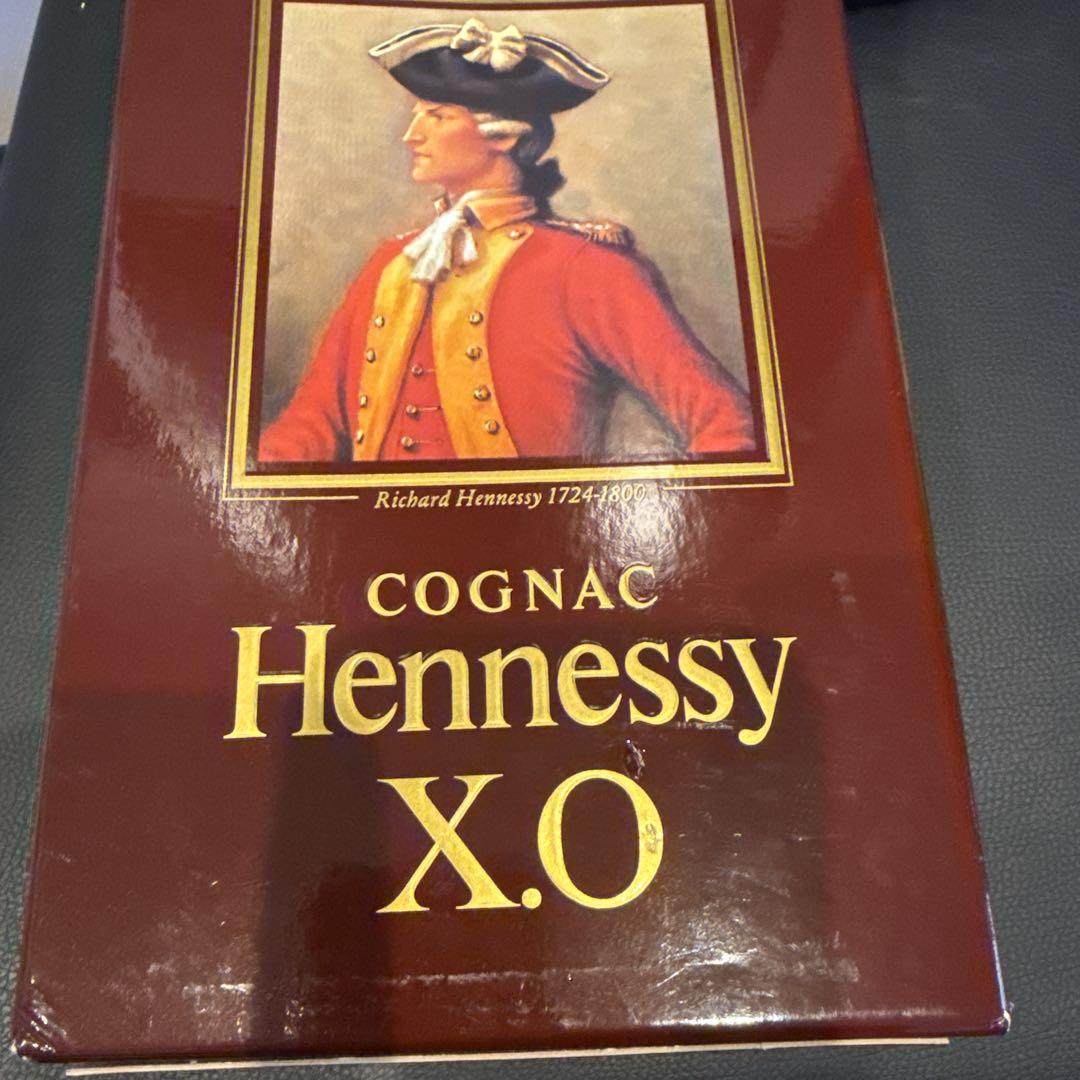 Richard Hennessy 1724-1800
COGNAC
Hennessy
X.O